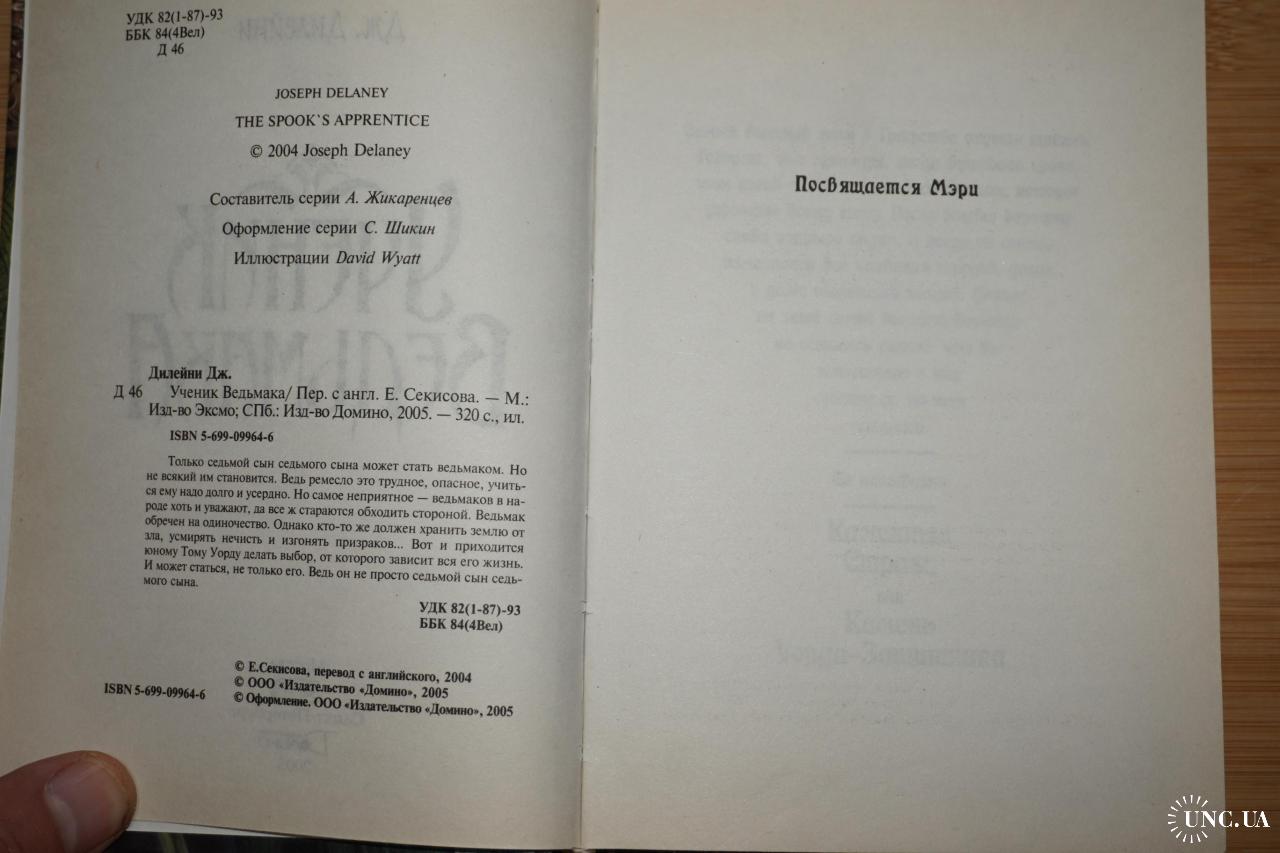 УДК 82(1-87)-93
ББК 84(4Вел)
Д 46
JOSEPH DELANEY
THE SPOOK'S APPRENTICE
© 2004 Joseph Delaney
Составитель серии А. Жикаренцев
Оформление серии С. Шикин
Иллюстрации David Wyatt
Дилейни Дж.
Д 46 Ученик Ведьмака/ Пер. с англ. Е. Секисова. — М.:
Изд-во Эксмо; СПб.: Изд-во Домино, 2005. — 320 с., ил.
ISBN 5-699-09964-6
Только седьмой сын седьмого сына может стать ведьмаком. Но
не всякий им становится. Ведь ремесло это трудное, опасное, учить-
ся ему надо долго и усердно. Но самое неприятное — ведьмаков в на-
роде хоть и уважают, да все ж стараются обходить стороной. Ведьмак
обречен на одиночество. Однако кто-то же должен хранить землю от
зла, усмирять нечисть и изгонять призраков... Вот и приходится
юному Тому Уорду делать выбор, от которого зависит вся его жизнь.
И может статься, не только его. Ведь он не просто седьмой сын седь-
мого сына.
УДК 82(1-87)-93
ББК 84(4Вел)
© Е.Секисова, перевод с английского, 2004
© ООО «Издательство «Домино», 2005
ISBN 5-699-09964-6 © Оформление. ООО «Издательство «Домино», 2005
Посвящается Мэри
UNC.UA